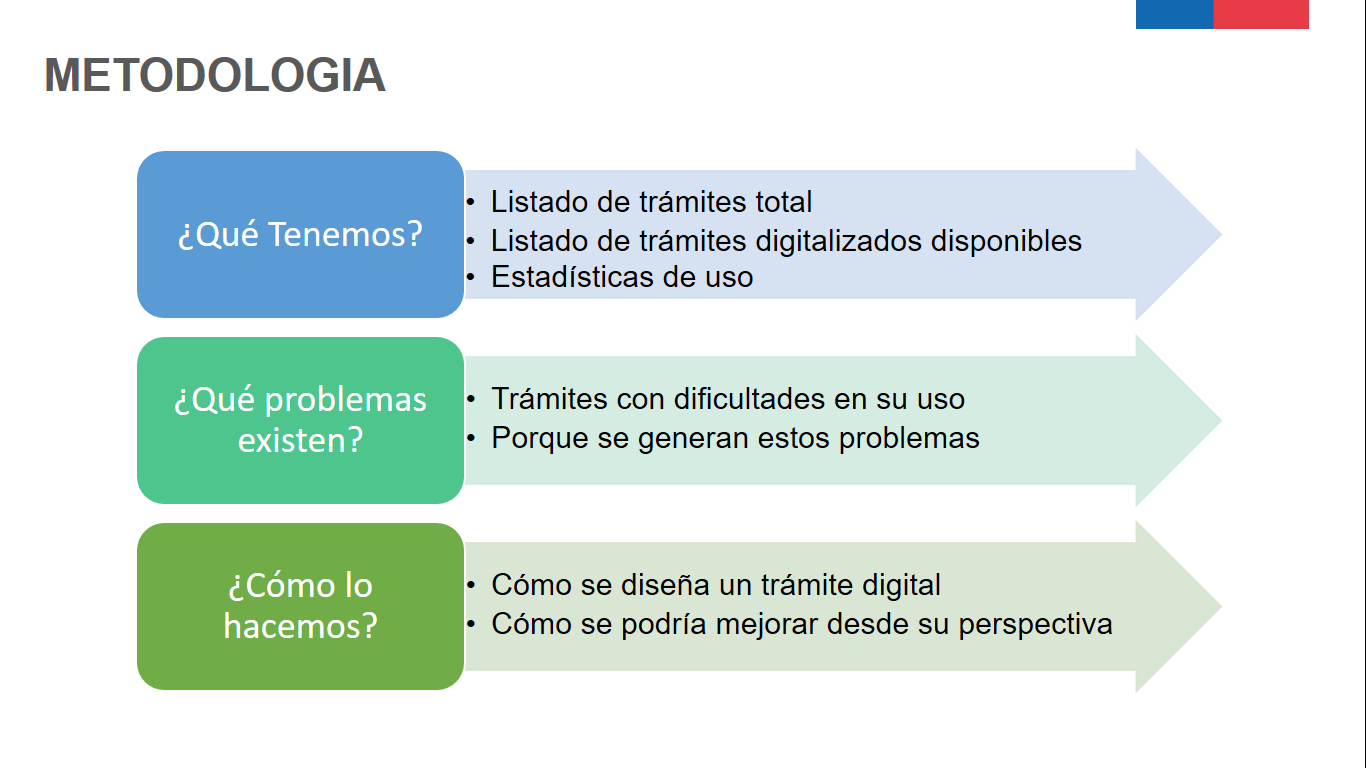 METODOLOGIA
¿Qué Tenemos?
• Listado de trámites total
• Listado de trámites digitalizados disponibles
• Estadísticas de uso
¿Qué problemas
existen?
• Trámites con dificultades en su uso
• Porque se generan estos problemas
¿Cómo lo
hacemos?
• Cómo se diseña un trámite digital
• Cómo se podría mejorar desde su perspectiva